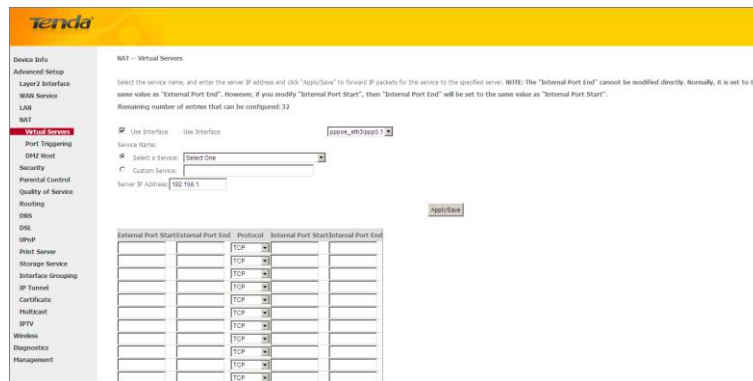 Tenda
Device Info
Advanced Setup
Layer2 Interface
WAN Service
LAN
NAT
Virtual Servers
Port Triggering
DMZ Host
Security
Parental Control
Quality of Service
Routing
DNS
DSL
UPnP
Print Server
Storage Service
Interface Grouping
IP Tunnel
Certificate
Multicast
IPTV
Wireless
Diagnostics
Management
NAT -- Virtual Servers
Select the service name, and enter the server IP address and click "Apply/Save" to forward IP packets for this service to the specified server. NOTE: The "Internal Port End" cannot be modified directly. Normally, it is set to t
same value as "External Port End". However, if you modify "Internal Port Start", then "Internal Port End" will be set to the same value as "Internal Port Start".
Remaining number of entries that can be configured: 32
Use Interface Use Interface pppoe_eth3/ppp0.1
Service Name:
Select a Service: Select One
Custom Service:
Server IP Address: 192.168.1.
Apply/Save
External Port Start External Port End Protocol Internal Port Start Internal Port End
TCP
TCP
TCP
TCP
TCP
TCP
TCP
TCP
TCP
TCP
TCP